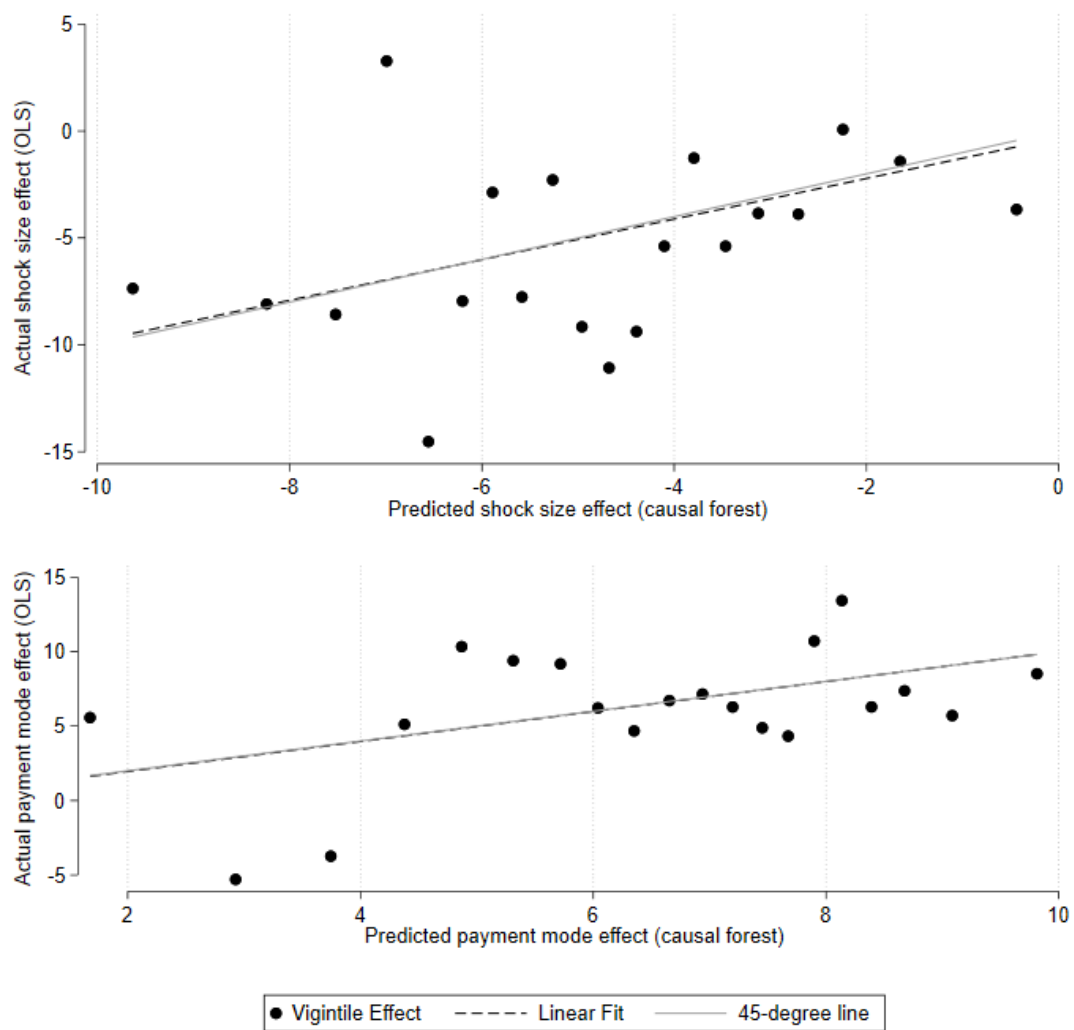 Actual shock size effect (OLS)
5
0
-5
-10
-15
-10 -8 -6 -4 -2 0
Predicted shock size effect (causal forest)
Actual payment mode effect (OLS)
15
10
5
0
-5
2 4 6 8 10
Predicted payment mode effect (causal forest)
Vigintile Effect Linear Fit 45-degree line